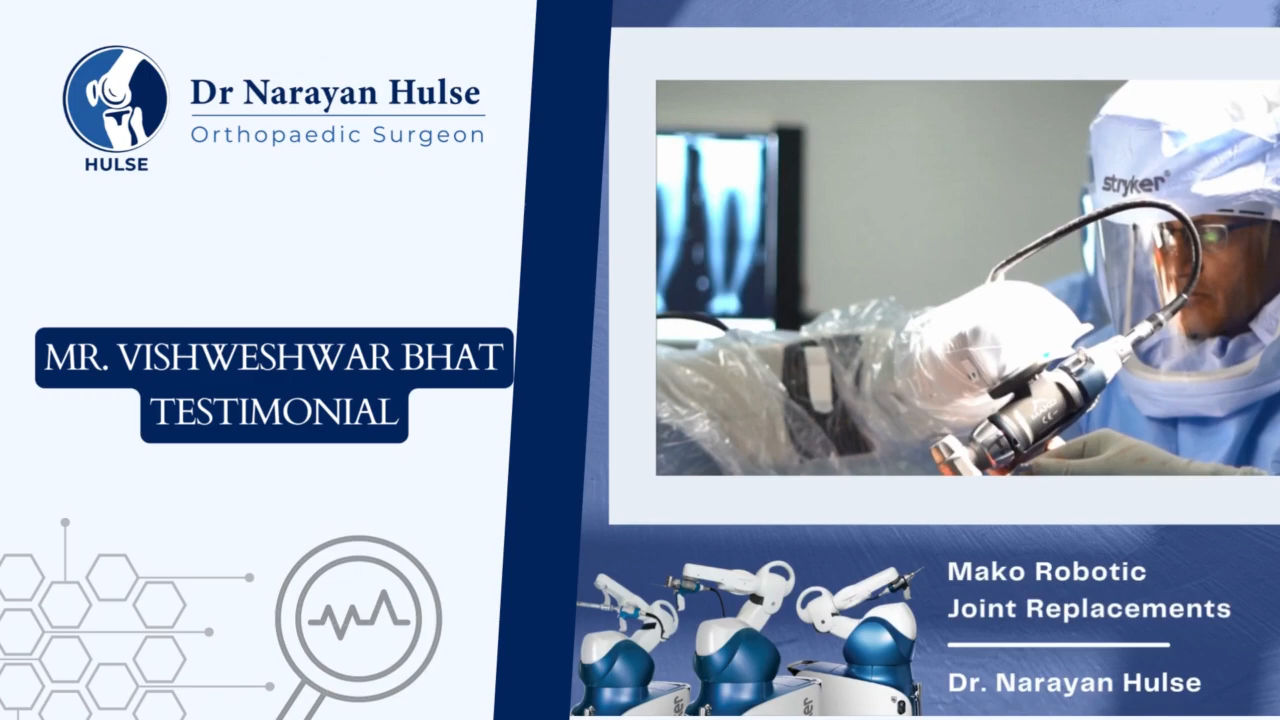 Dr Narayan Hulse
Orthopaedic Surgeon
HULSE
MR. VISHWESHWAR BHAT
TESTIMONIAL
stryker
Mako Robotic
Joint Replacements
Dr. Narayan Hulse